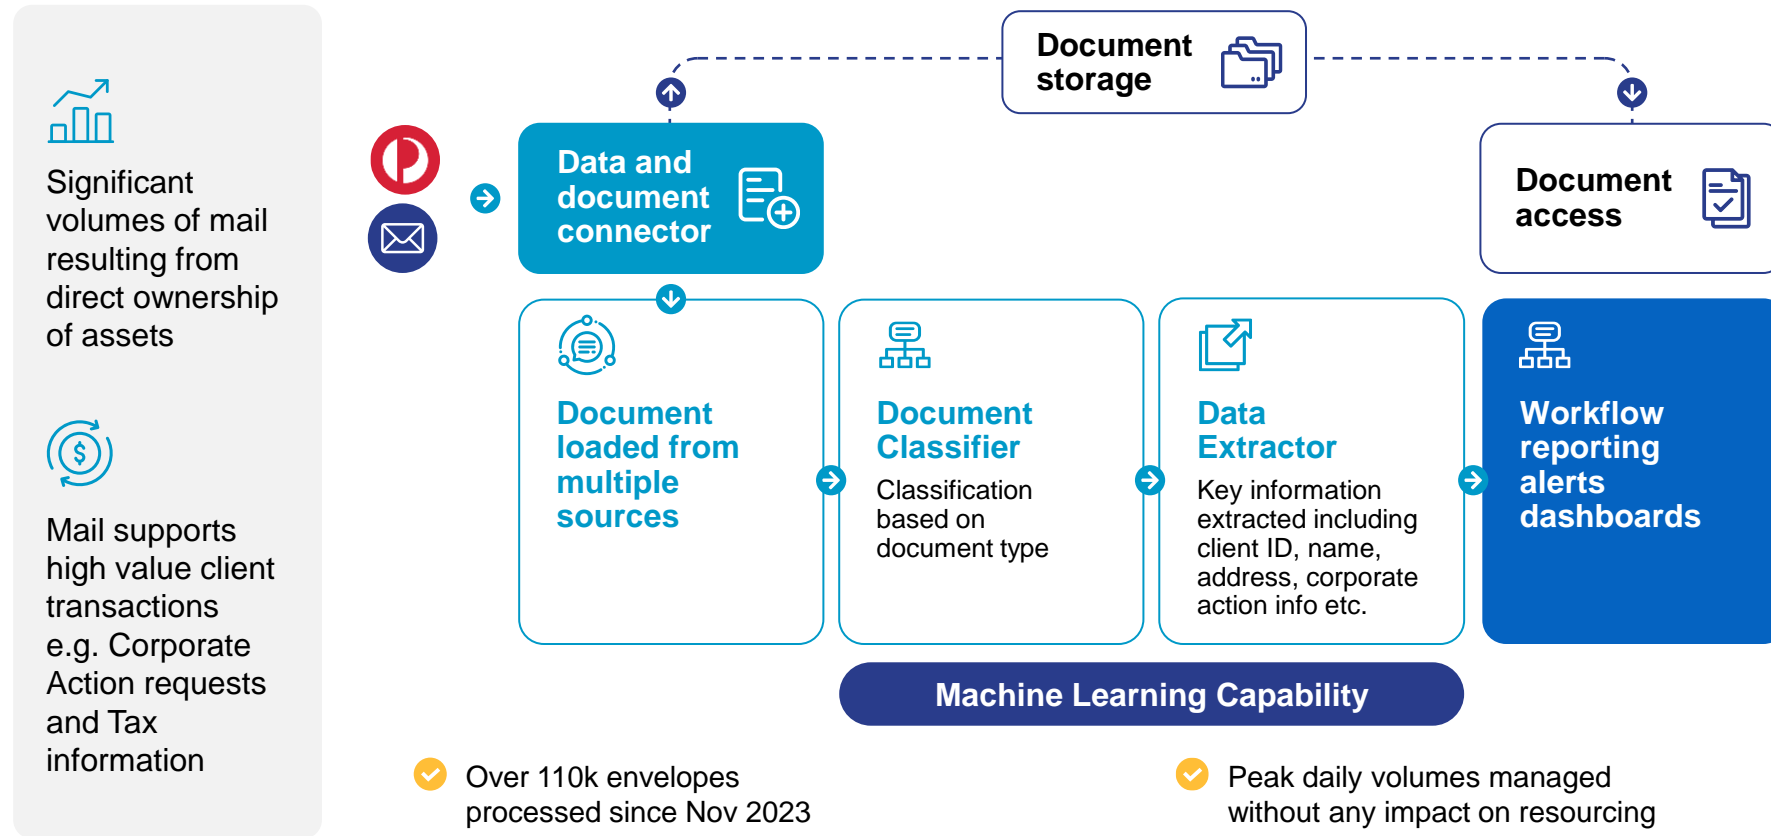 Significant
volumes of mail
resulting from
direct ownership
of assets
Mail supports
high value client
transactions
e.g. Corporate
Action requests
and Tax
information
Document
storage
Data and
document
connector
Document
access
Document
loaded from
multiple
sources
Document
Classifier
Classification
based on
document type
Data
Extractor
Key information
extracted including
client ID, name,
address, corporate
action info etc.
Workflow
reporting
alerts
dashboards
Machine Learning Capability
Over 110k envelopes
processed since Nov 2023
Peak daily volumes managed
without any impact on resourcing